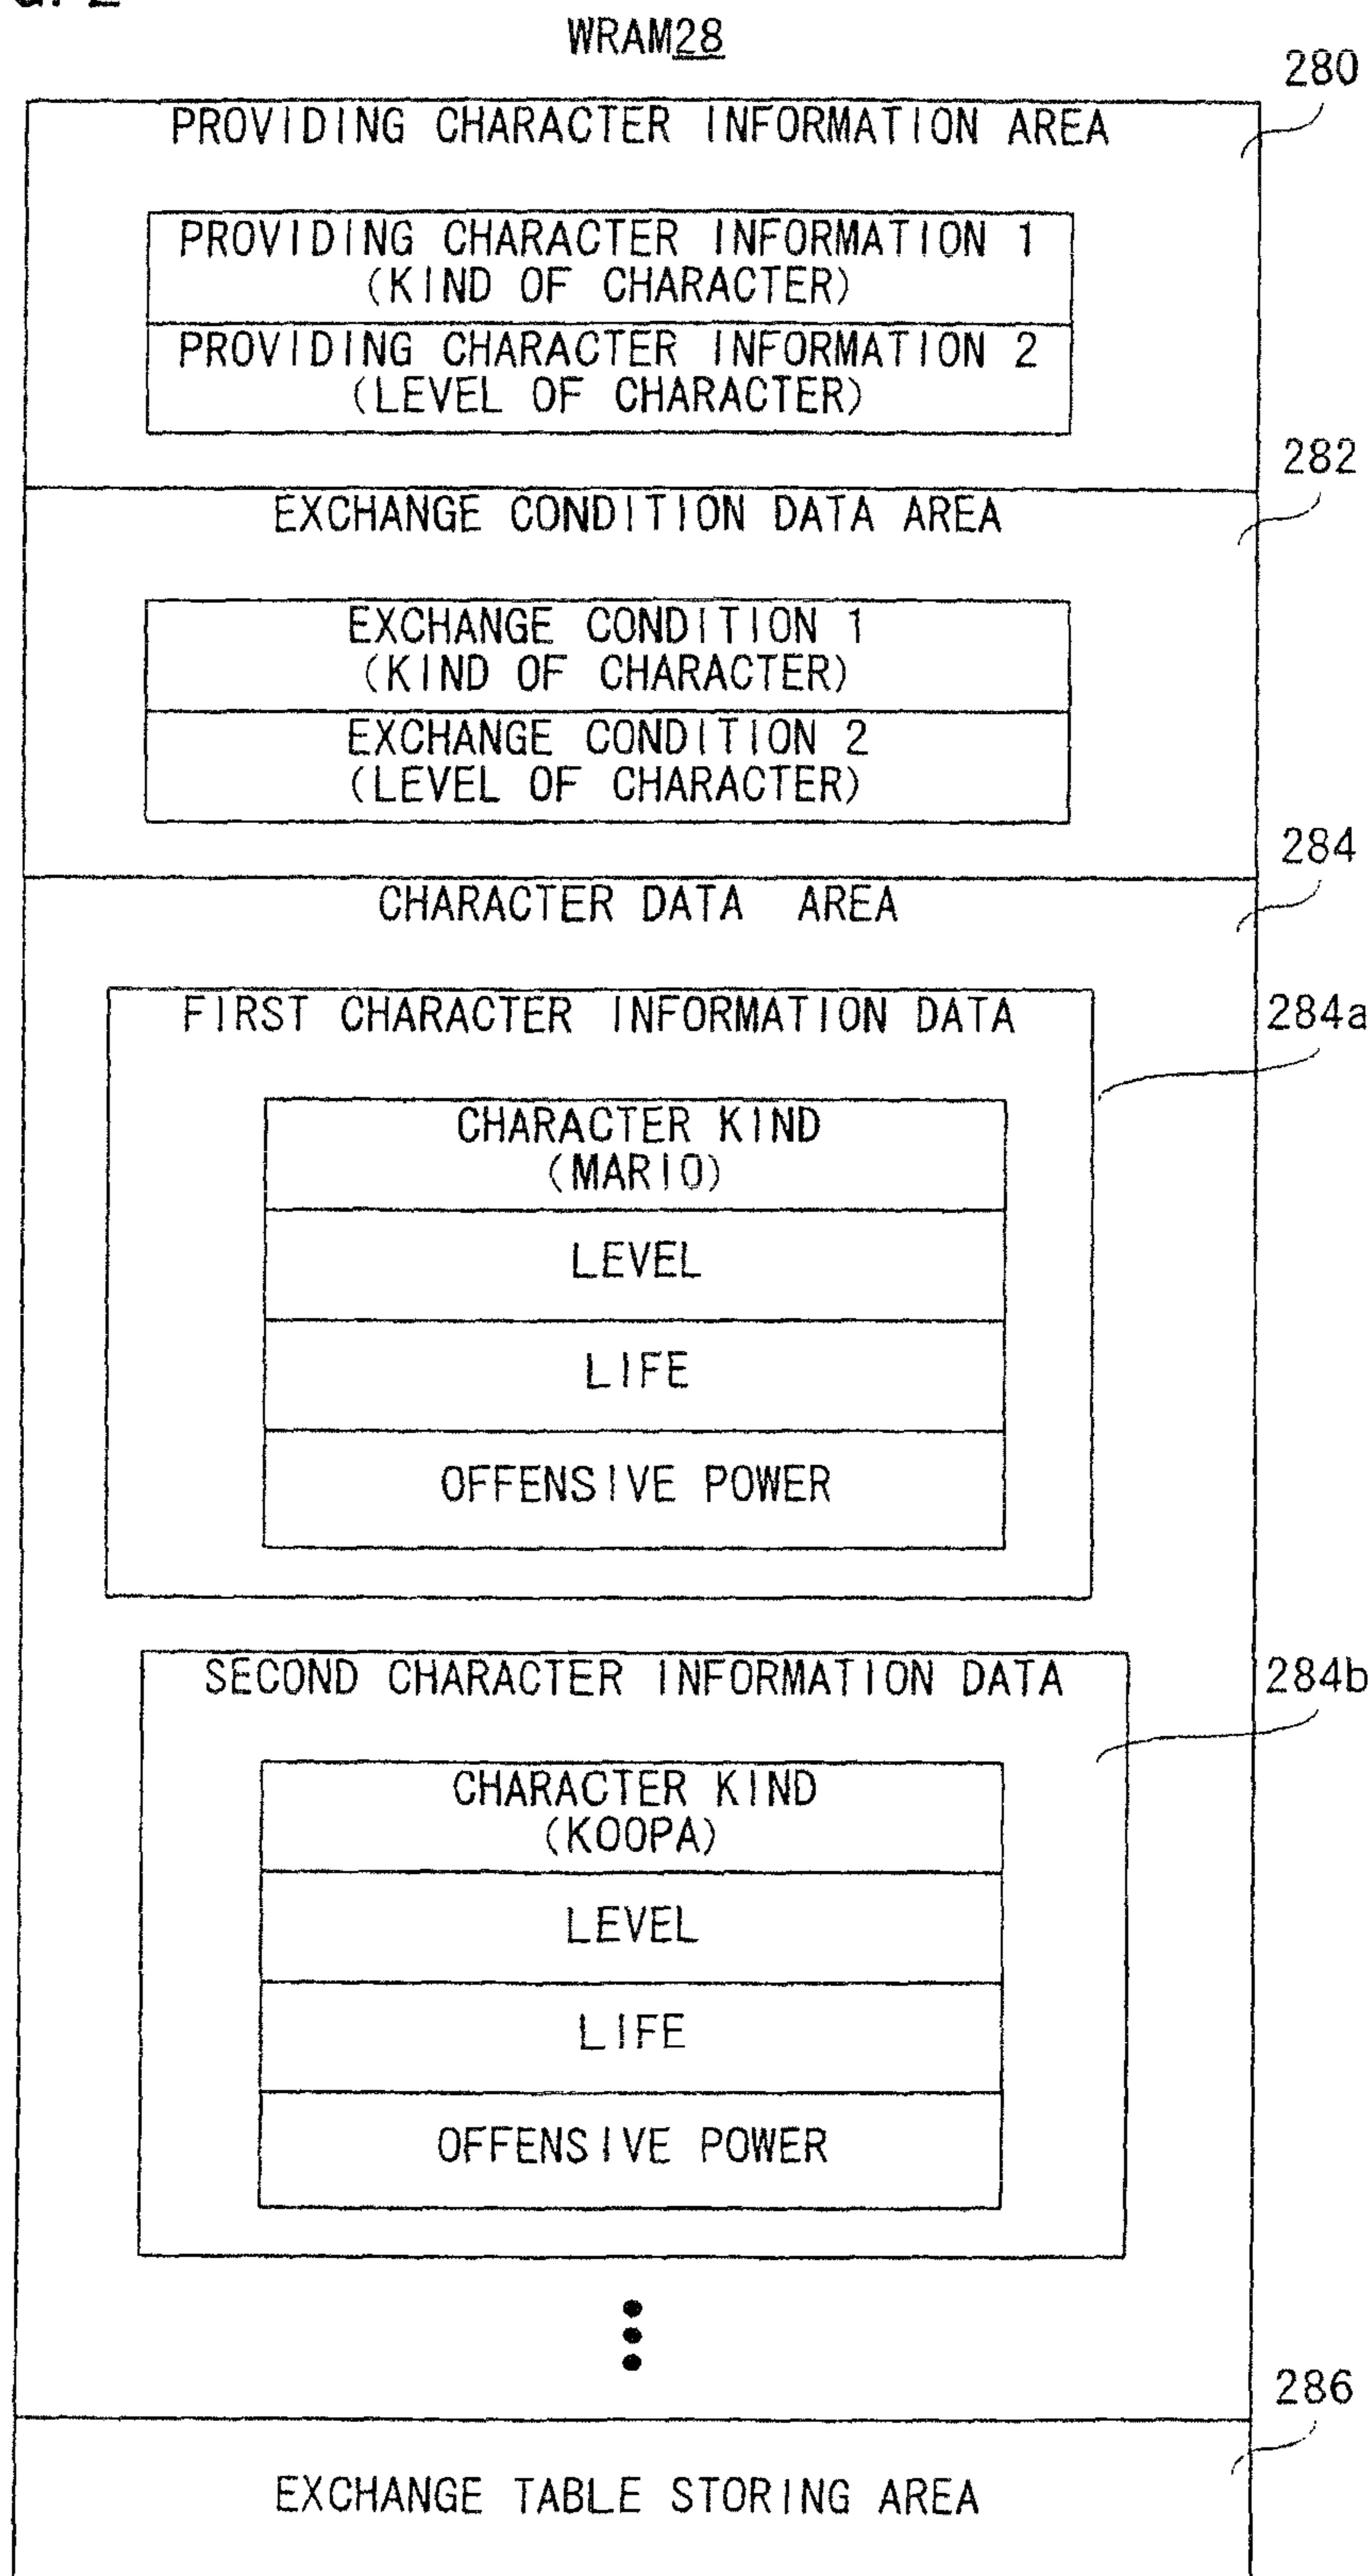 WRAM28
280
PROVIDING CHARACTER INFORMATION AREA
PROVIDING CHARACTER INFORMATION 1
(KIND OF CHARACTER)
PROVIDING CHARACTER INFORMATION 2
(LEVEL OF CHARACTER)
282
EXCHANGE CONDITION DATA AREA
EXCHANGE CONDITION 1
(KIND OF CHARACTER)
EXCHANGE CONDITION 2
(LEVEL OF CHARACTER)
284
CHARACTER DATA AREA
284a
FIRST CHARACTER INFORMATION DATA
CHARACTER KIND
(MARIO)
LEVEL
LIFE
OFFENSIVE POWER
284b
SECOND CHARACTER INFORMATION DATA
CHARACTER KIND
(KOOPA)
LEVEL
LIFE
OFFENSIVE POWER
286
EXCHANGE TABLE STORING AREA